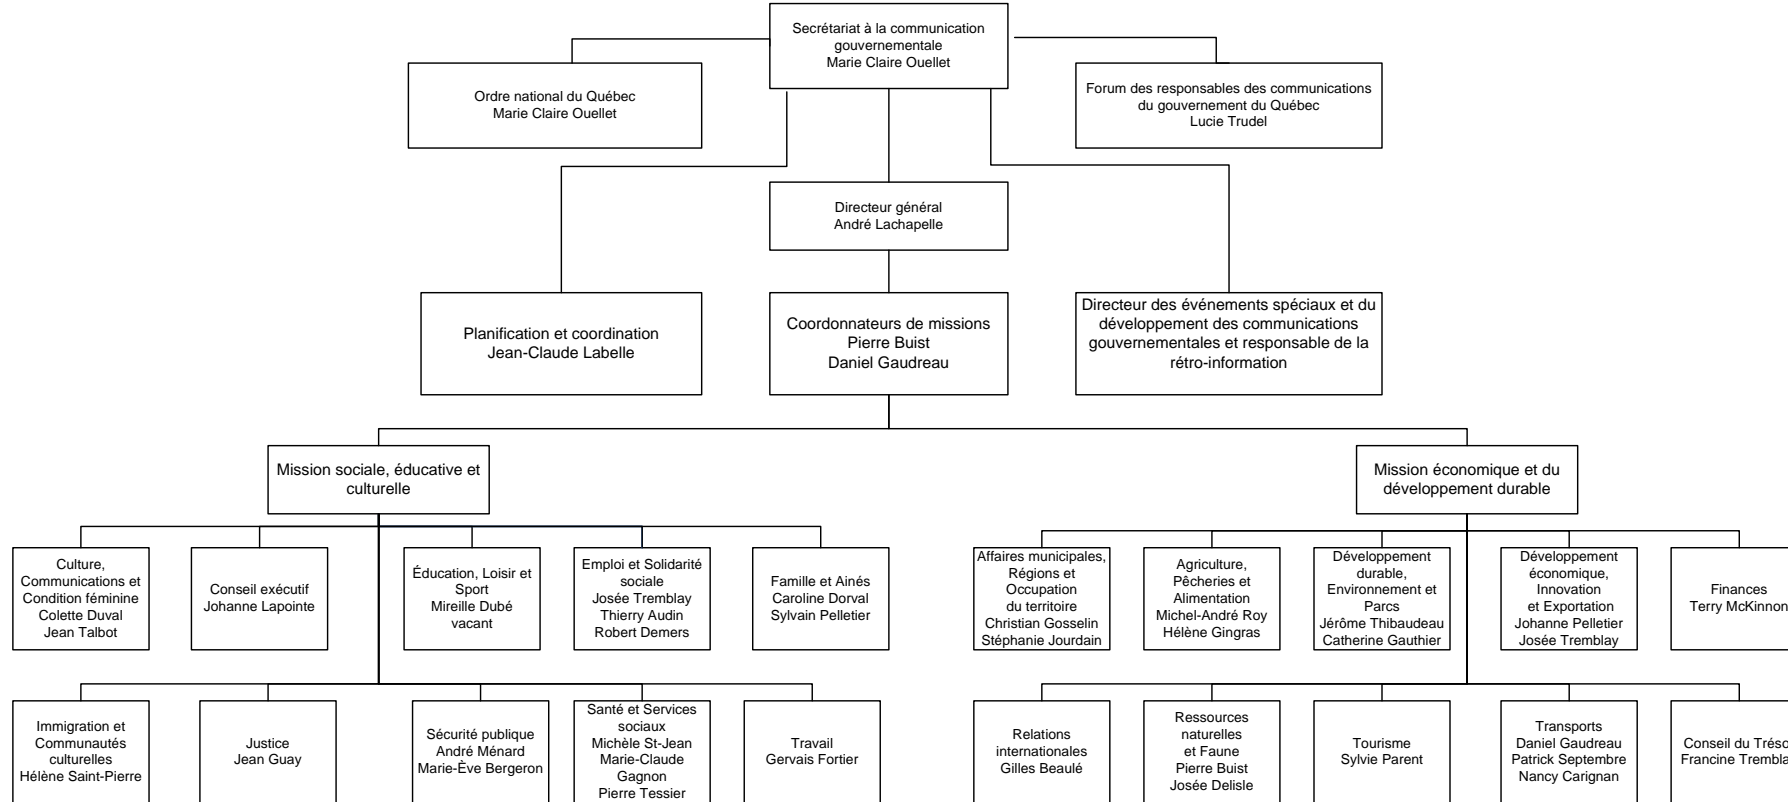 Secrétariat à la communication
gouvernementale
Marie Claire Ouellet
Ordre national du Québec
Marie Claire Ouellet
Forum des responsables des communications
du gouvernement du Québec
Lucie Trudel
Directeur général
André Lachapelle
Planification et coordination
Jean-Claude Labelle
Coordonnateurs de missions
Pierre Buist
Daniel Gaudreau
Directeur des événements spéciaux et du
développement des communications
gouvernementales et responsable de la
rétro-information
Mission sociale, éducative et
culturelle
Mission économique et du
développement durable
Culture,
Communications et
Condition féminine
Colette Duval
Jean Talbot
Conseil exécutif
Johanne Lapointe
Éducation, Loisir et
Sport
Mireille Dubé
vacant
Emploi et Solidarité
sociale
Josée Tremblay
Thierry Audin
Robert Demers
Famille et Ainés
Caroline Dorval
Sylvain Pelletier
Affaires municipales,
Régions et
Occupation
du territoire
Christian Gosselin
Stéphanie Jourdain
Agriculture,
Pêcheries et
Alimentation
Michel-André Roy
Hélène Gingras
Développement
durable,
Environnement et
Parcs
Jérôme Thibaudeau
Catherine Gauthier
Développement
économique,
Innovation
et Exportation
Johanne Pelletier
Josée Tremblay
Finances
Terry McKinnon
Immigration et
Communautés
culturelles
Hélène Saint-Pierre
Justice
Jean Guay
Sécurité publique
André Ménard
Marie-Ève Bergeron
Santé et Services
sociaux
Michèle St-Jean
Marie-Claude
Gagnon
Pierre Tessier
Travail
Gervais Fortier
Relations
internationales
Gilles Beaulé
Ressources
naturelles
et Faune
Pierre Buist
Josée Delisle
Tourisme
Sylvie Parent
Transports
Daniel Gaudreau
Patrick Septembre
Nancy Carignan
Conseil du Tréso
Francine Trembla